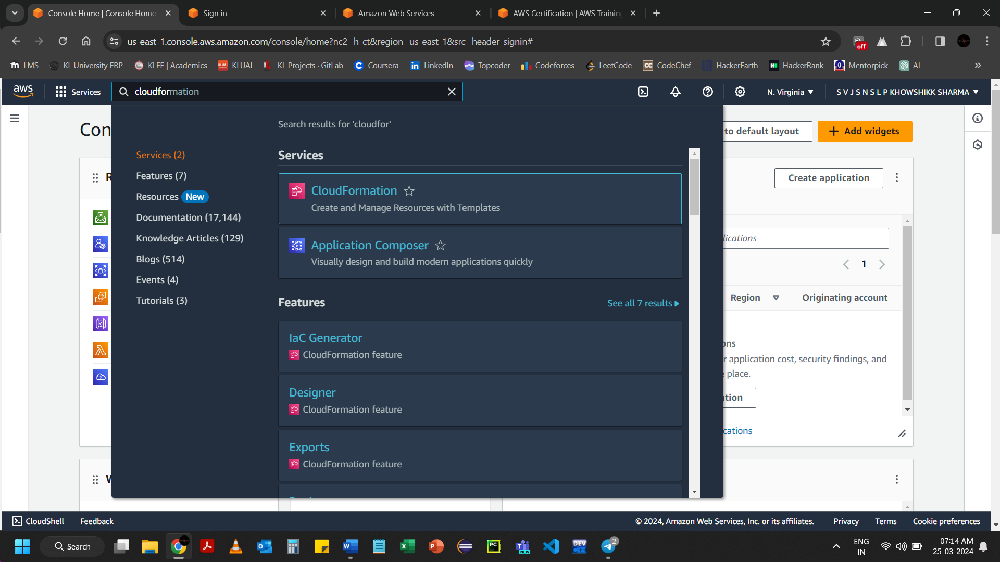 Console Home | Console Home
Sign in
Amazon Web Services
AWS Certification | AWS Training
us-east-1.console.aws.amazon.com/console/home?nc2=h_ct&region=us-east-1&src=header-signin#
off
LMS
KL University ERP
KLEF | Academics
KLUAI
KL Projects · GitLab
Coursera
LinkedIn
Topcoder
Codeforces
LeetCode
CodeChef
HackerEarth
HackerRank
Mentorpick
AI
aws
Services
cloudformation
N. Virginia
S V J S N S L P KHOWSHIKK SHARMA
Con
to default layout
Add widgets
Search results for 'cloudfor'
Services (2)
Features (7)
Resources New
Documentation (17,144)
Knowledge Articles (129)
Blogs (514)
Events (4)
Tutorials (3)
Services
CloudFormation
Create and Manage Resources with Templates
Application Composer
Visually design and build modern applications quickly
Features
See all 7 results
IaC Generator
CloudFormation feature
Designer
CloudFormation feature
Exports
CloudFormation feature
Create application
lications
1
Region
Originating account
ons
r application cost, security findings, and
place.
ation
cations
CloudShell
Feedback
© 2024, Amazon Web Services, Inc. or its affiliates.
Privacy
Terms
Cookie preferences
Search
NEW
DEV
2
ENG
IN
07:14 AM
25-03-2024